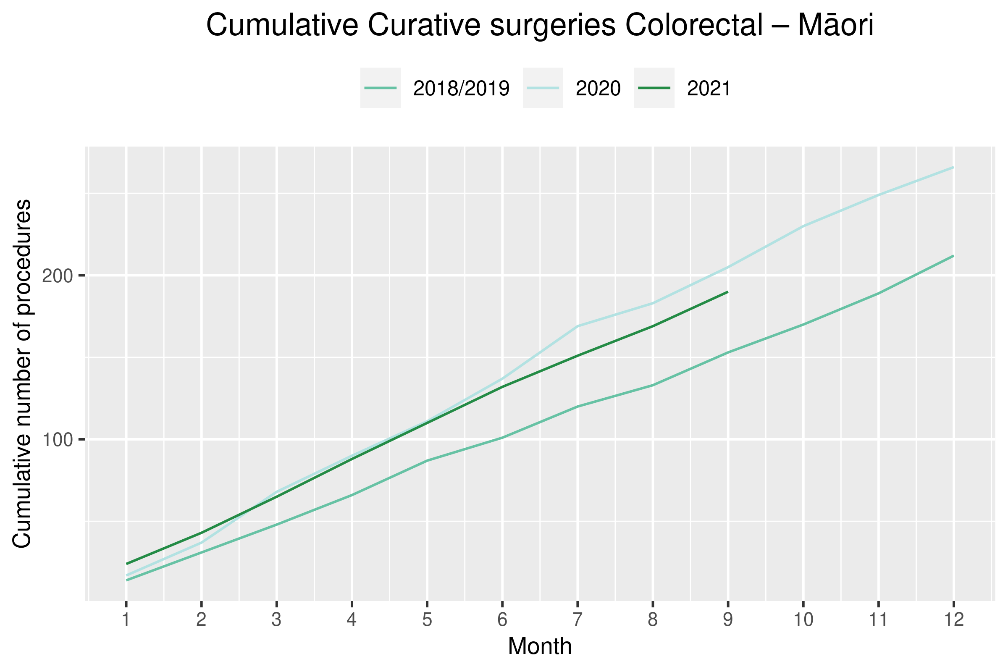 Cumulative Curative surgeries Colorectal – Māori
2018/2019 2020 2021
Cumulative number of procedures
200
100
1 2 3 4 5 6 7 8 9 10 11 12
Month